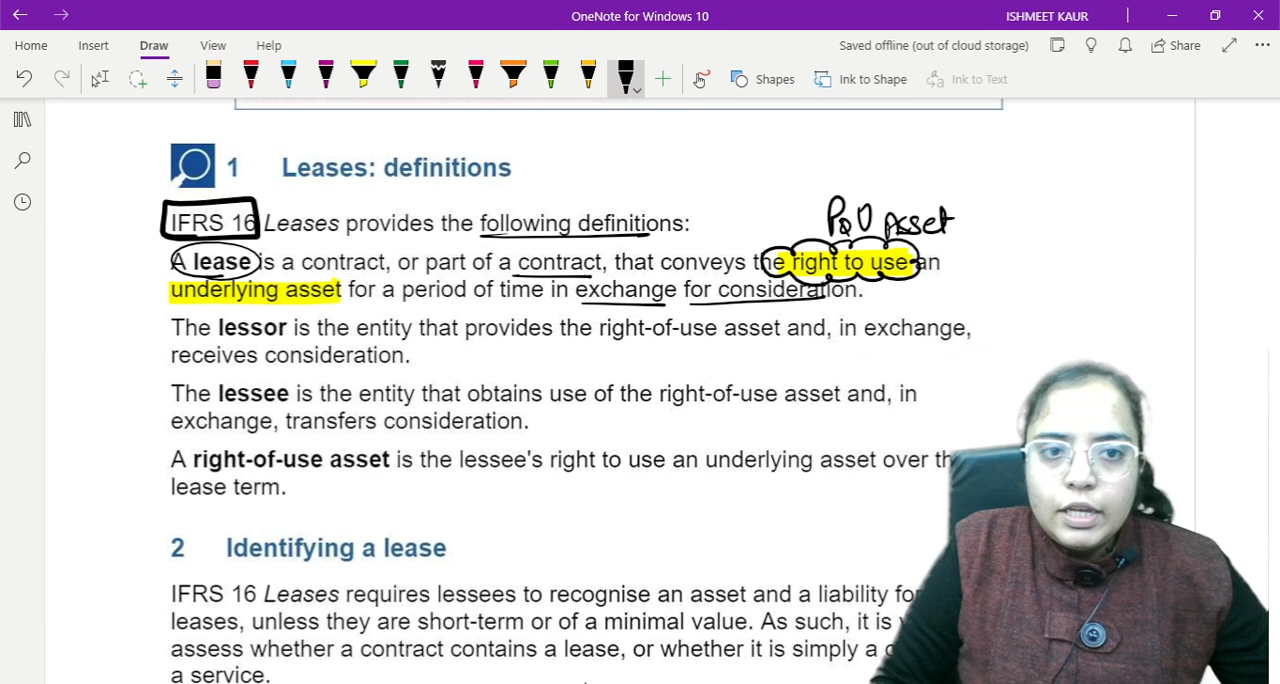 OneNote for Windows 10
ISHMEET KAUR
Home Insert Draw View Help
Saved offline (out of cloud storage) Share
Shapes Ink to Shape Ink to Text
1 Leases: definitions
IFRS 16 Leases provides the following definitions:
Asset
A lease is a contract, or part of a contract, that conveys the right to use an
underlying asset for a period of time in exchange for consideration.
The lessor is the entity that provides the right-of-use asset and, in exchange,
receives consideration.
The lessee is the entity that obtains use of the right-of-use asset and, in
exchange, transfers consideration.
A right-of-use asset is the lessee's right to use an underlying asset over th
lease term.
2 Identifying a lease
IFRS 16 Leases requires lessees to recognise an asset and a liability fo
leases, unless they are short-term or of a minimal value. As such, it is
assess whether a contract contains a lease, or whether it is simply a
a service.